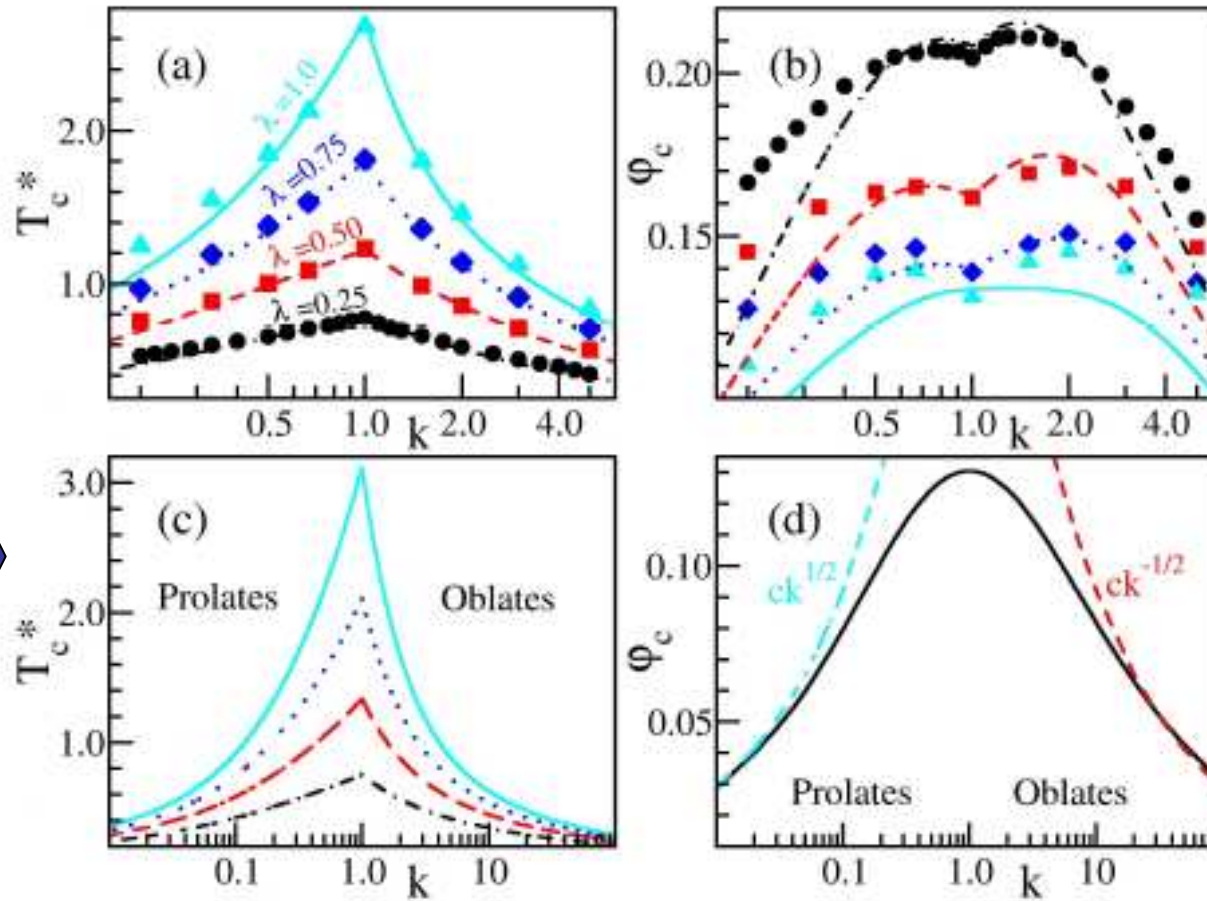 (a)
T_c*
2.0
1.0
λ =1.0
λ =0.75
λ =0.50
λ =0.25
0.5 1.0 2.0 4.0
k
(b)
φ_c
0.20
0.15
0.5 1.0 2.0 4.0
k
(c)
T_c*
3.0
2.0
1.0
Prolates Oblates
0.1 1.0 10
k
(d)
φ_c
0.10
0.05
ck^1/2
ck^-1/2
Prolates Oblates
0.1 1.0 10
k